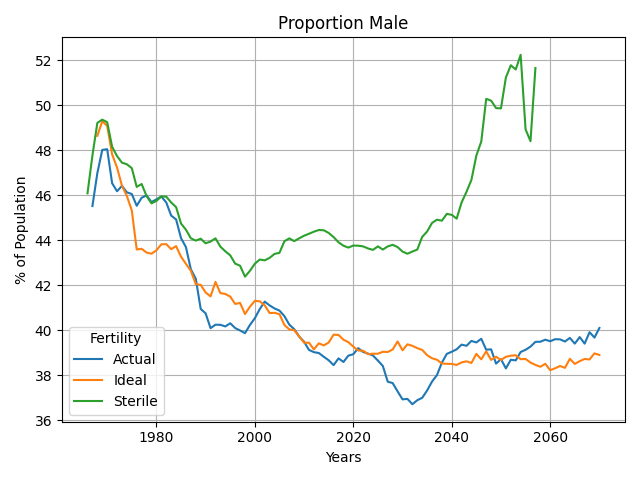 Proportion Male
% of Population
52
50
48
46
44
42
40
38
36
Fertility
Actual
Ideal
Sterile
1980
2000
2020
2040
2060
Years